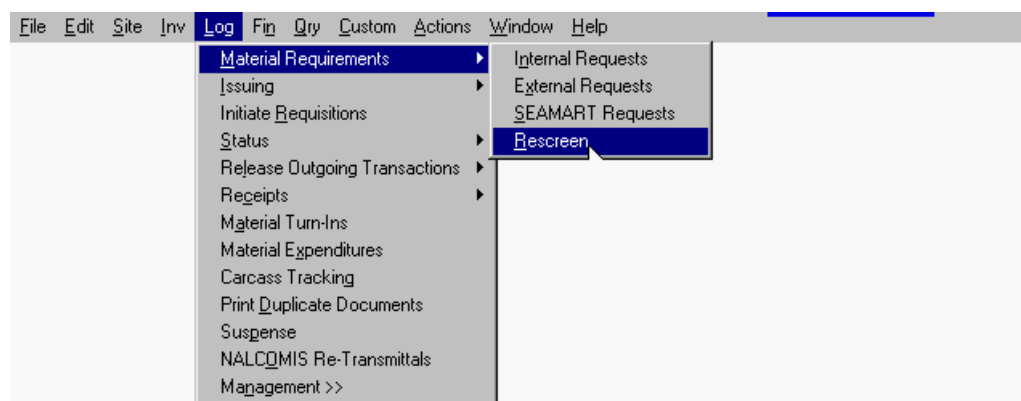 File Edit Site Inv Log Fin Qry Custom Actions Window Help
Material Requirements
Issuing
Initiate Requisitions
Status
Release Outgoing Transactions
Receipts
Material Turn-Ins
Material Expenditures
Carcass Tracking
Print Duplicate Documents
Suspense
NALCOMIS Re-Transmittals
Management >>
Internal Requests
External Requests
SEAMART Requests
Rescreen